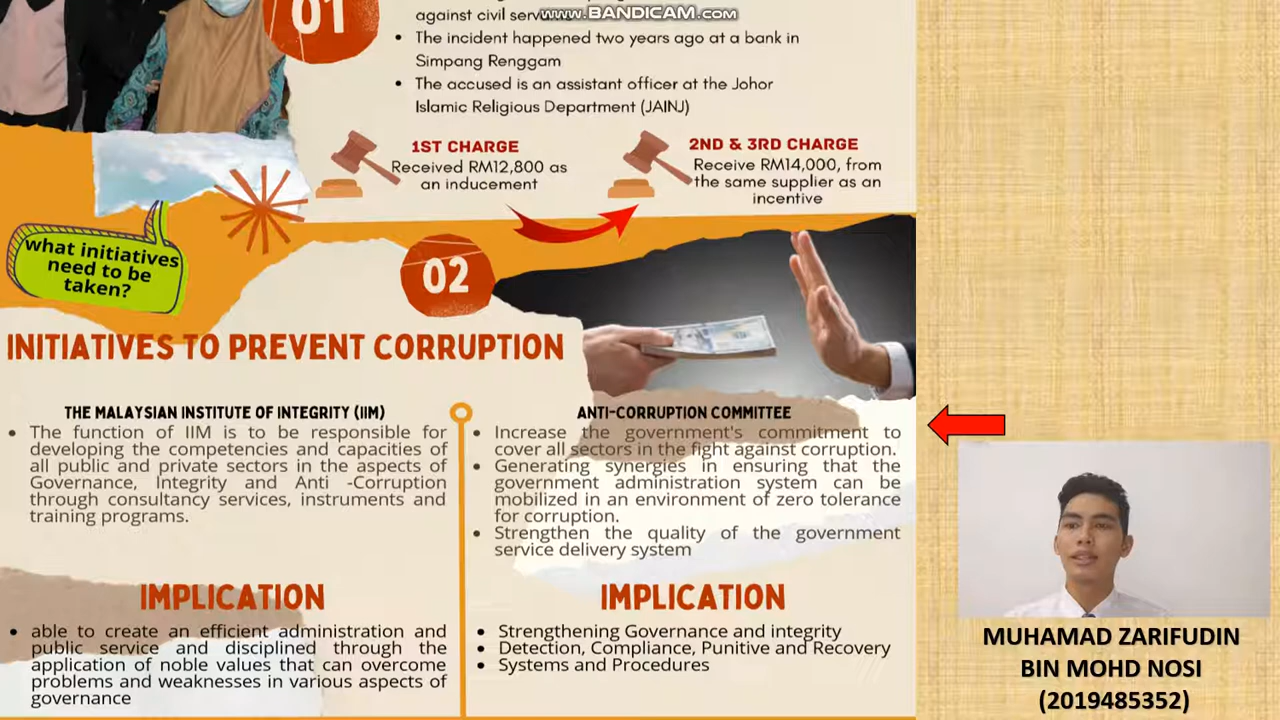 www.BANDICAM.com
01
against civil
The incident happened two years ago at a bank in
Simpang Renggam
The accused is an assistant officer at the Johor
Islamic Religious Department (JAINJ)
1ST CHARGE
Received RM12,800 as
an inducement
2ND & 3RD CHARGE
Receive RM14,000, from
the same supplier as an
incentive
what initiatives
need to be
taken?
02
INITIATIVES TO PREVENT CORRUPTION
THE MALAYSIAN INSTITUTE OF INTEGRITY (IIM)
The function of IIM is to be responsible for
developing the competencies and capacities of
all public and private sectors in the aspects of
Governance, Integrity and Anti -Corruption
through consultancy services, instruments and
training programs.
IMPLICATION
able to create an efficient administration and
public service and disciplined through the
application of noble values that can overcome
problems and weaknesses in various aspects of
governance
ANTI-CORRUPTION COMMITTEE
Increase the government's commitment to
cover all sectors in the fight against corruption.
Generating synergies in ensuring that the
government administration system can be
mobilized in an environment of zero tolerance
for corruption.
Strengthen the quality of the government
service delivery system
IMPLICATION
Strengthening Governance and integrity
Detection, Compliance, Punitive and Recovery
Systems and Procedures
MUHAMAD ZARIFUDIN
BIN MOHD NOSI
(2019485352)